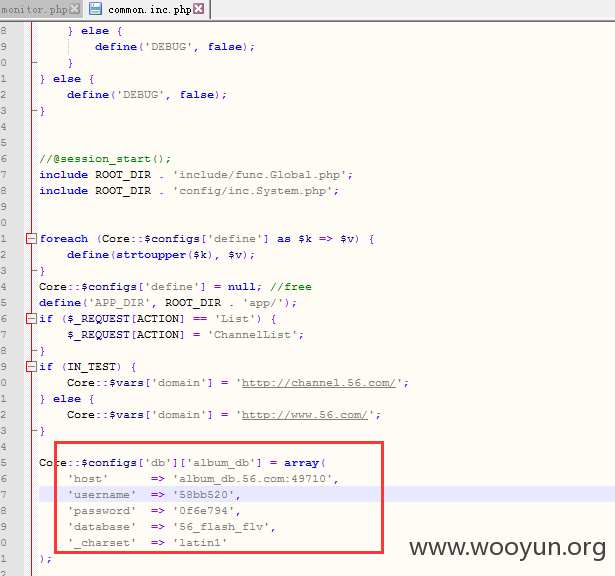 monitor.php common.inc.php
8 } else {
9 define('DEBUG', false);
0 }
1 } else {
2 define('DEBUG', false);
3 }
4
5
6 //@session_start();
7 include ROOT_DIR . 'include/func.Global.php';
8 include ROOT_DIR . 'config/inc.System.php';
9
0
1 foreach (Core::$configs['define'] as $k => $v) {
2 define(strtoupper($k), $v);
3 }
4 Core::$configs['define'] = null; //free
5 define('APP_DIR', ROOT_DIR . 'app/');
6 if ($_REQUEST[ACTION] == 'List') {
7 $_REQUEST[ACTION] = 'ChannelList';
8 }
9 if (IN_TEST) {
0 Core::$vars['domain'] = 'http://channel.56.com/';
1 } else {
2 Core::$vars['domain'] = 'http://www.56.com/';
3 }
4
5 Core::$configs['db']['album_db'] = array(
6 'host' => 'album_db.56.com:49710',
7 'username' => '58bb520',
8 'password' => '0f6e794',
9 'database' => '56_flash_flv',
0 '_charset' => 'latin1'
1 );
2
www.wooyun.org